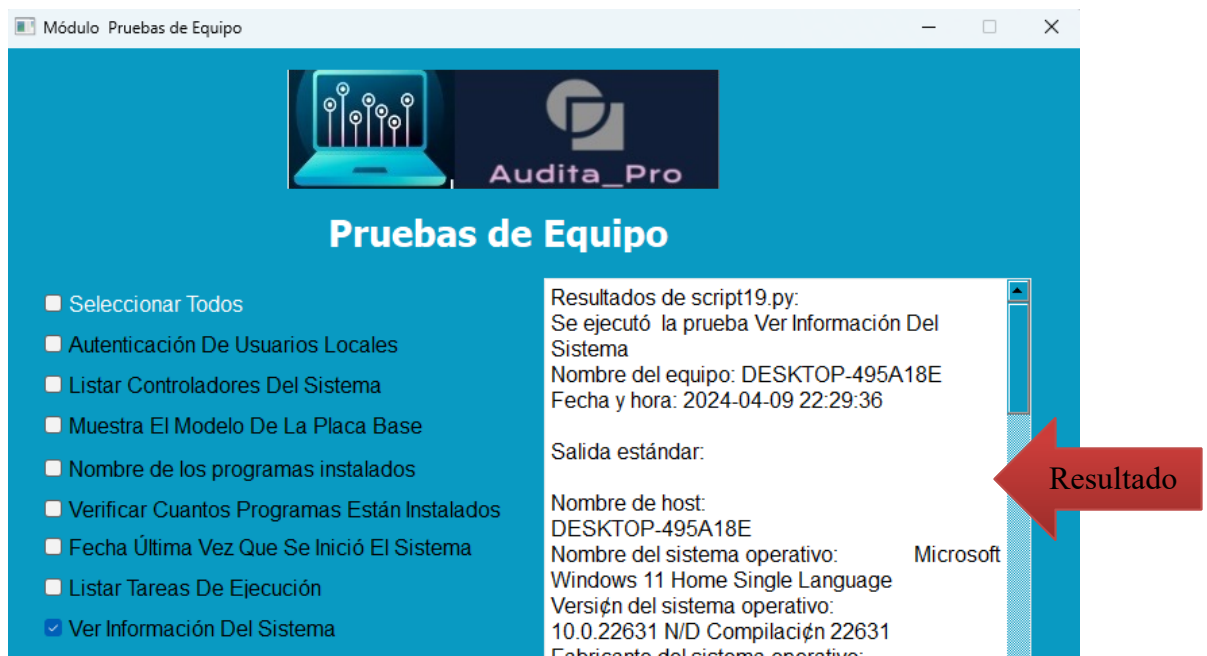 Módulo Pruebas de Equipo
Audita_Pro
Pruebas de Equipo
Seleccionar Todos
Autenticación De Usuarios Locales
Listar Controladores Del Sistema
Muestra El Modelo De La Placa Base
Nombre de los programas instalados
Verificar Cuantos Programas Están Instalados
Fecha Última Vez Que Se Inició El Sistema
Listar Tareas De Ejecución
Ver Información Del Sistema
Resultados de script19.py:
Se ejecutó la prueba Ver Información Del
Sistema
Nombre del equipo: DESKTOP-495A18E
Fecha y hora: 2024-04-09 22:29:36
Salida estándar:
Nombre de host:
DESKTOP-495A18E
Nombre del sistema operativo: Microsoft
Windows 11 Home Single Language
Versi¢n del sistema operativo:
10.0.22631 N/D Compilaci¢n 22631
Fabricante del sistema operativo:
Resultado